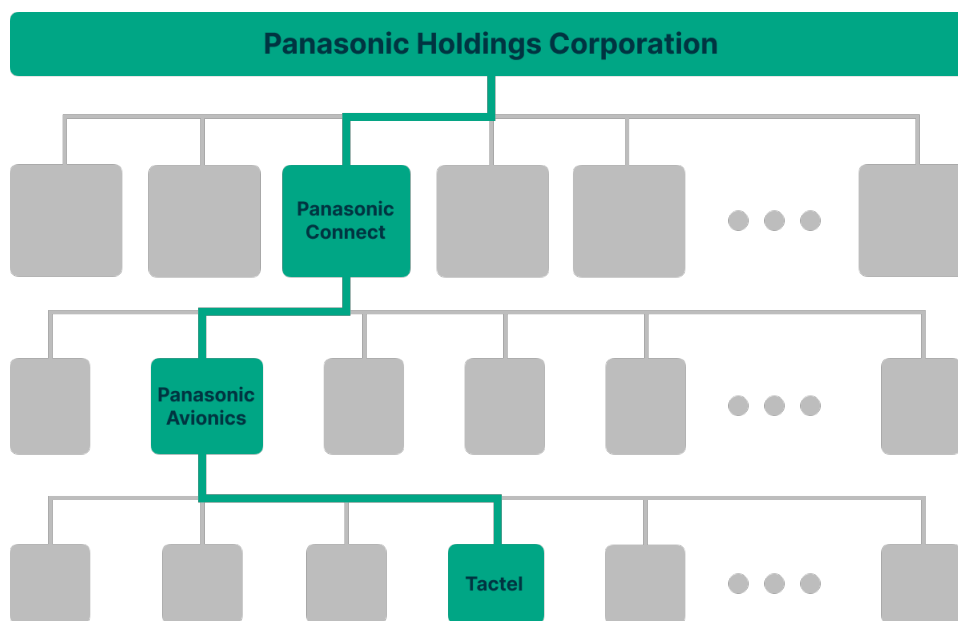 Panasonic Holdings Corporation
Panasonic
Connect
Panasonic
Avionics
Tactel